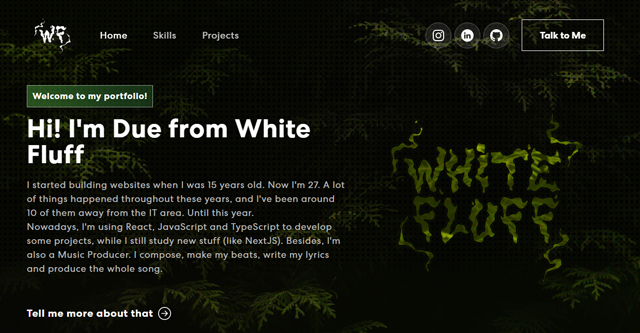 WF
Home
Skills
Projects
Talk to Me
Welcome to my portfolio!
Hi! I'm Due from White
Fluff
I started building websites when I was 15 years old. Now I'm 27. A lot
of things happened throughout these years, and I've been around
10 of them away from the IT area. Until this year.
Nowadays, I'm using React, JavaScript and TypeScript to develop
some projects, while I still study new stuff (like NextJS). Besides, I'm
also a Music Producer. I compose, make my beats, write my lyrics
and produce the whole song.
Tell me more about that
WHITE
FLUFF